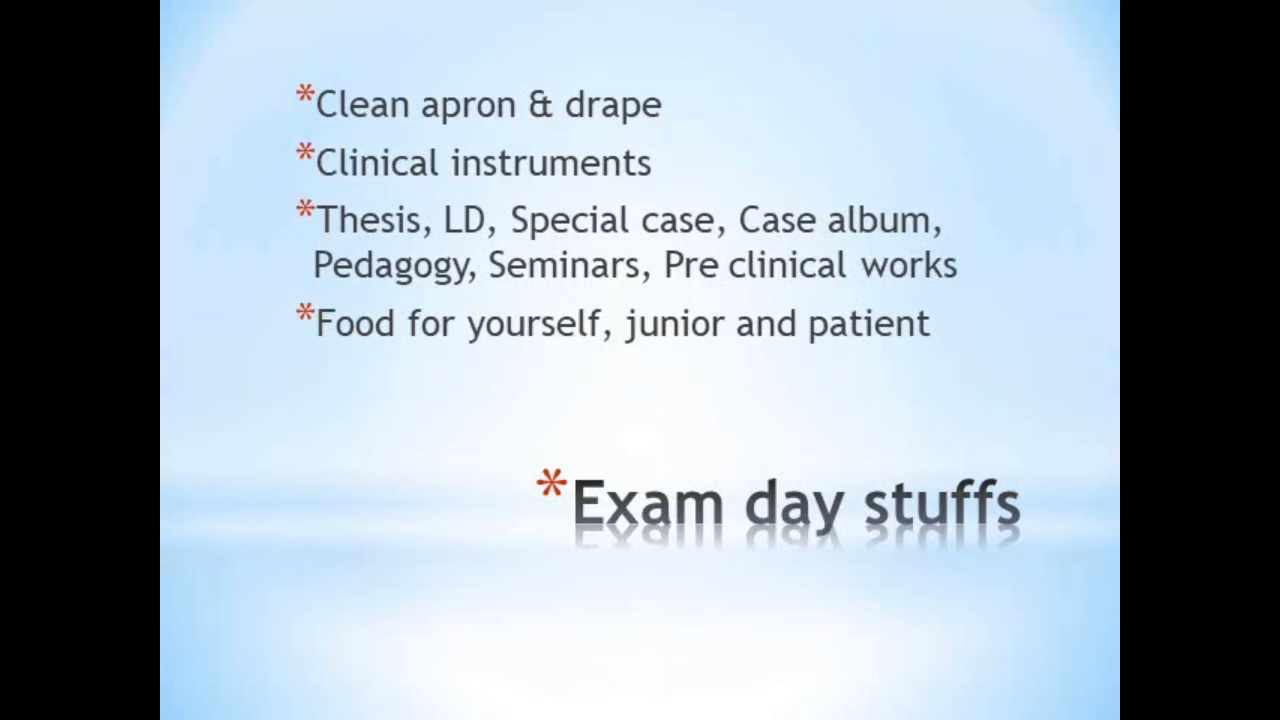 *Clean apron & drape
*Clinical instruments
*Thesis, LD, Special case, Case album,
Pedagogy, Seminars, Pre clinical works
*Food for yourself, junior and patient
*Exam day stuffs